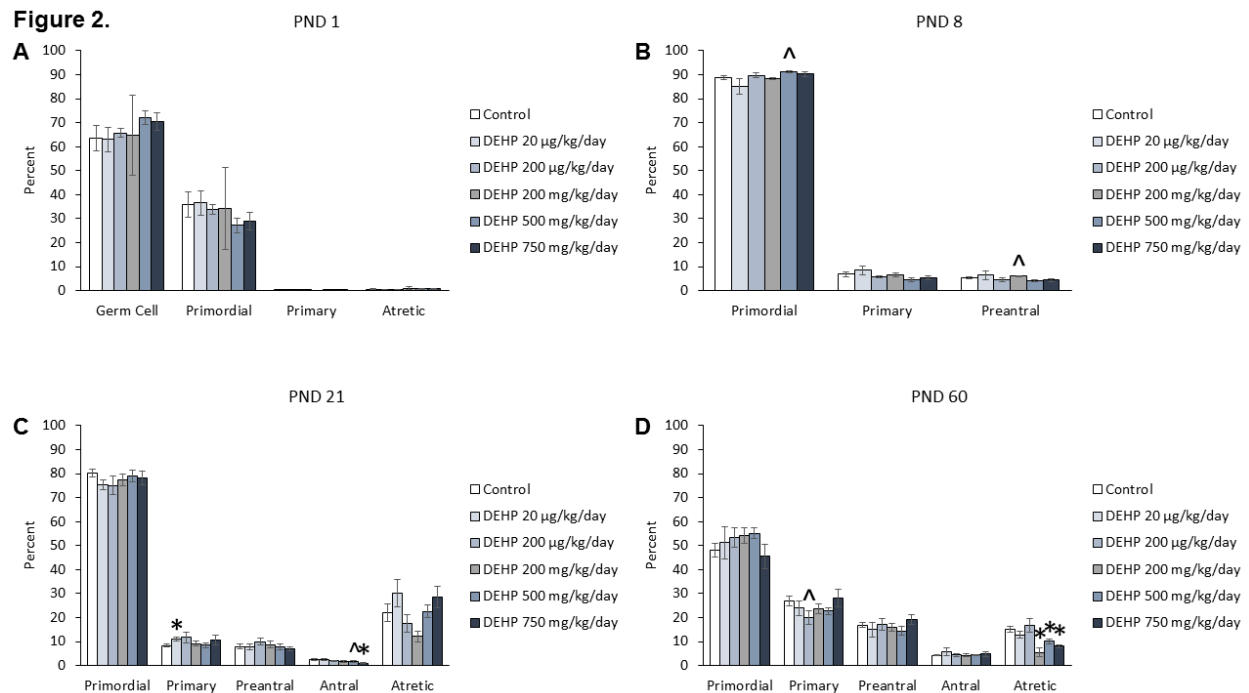 Figure 2.
PND 1
A
100
90
80
70
60
50
40
30
20
10
0
Percent
Germ Cell Primordial Primary Atretic
Control
DEHP 20 µg/kg/day
DEHP 200 µg/kg/day
DEHP 200 mg/kg/day
DEHP 500 mg/kg/day
DEHP 750 mg/kg/day
PND 8
B
100
90
80
70
60
50
40
30
20
10
0
Percent
^
^
Primordial Primary Preantral
Control
DEHP 20 µg/kg/day
DEHP 200 µg/kg/day
DEHP 200 mg/kg/day
DEHP 500 mg/kg/day
DEHP 750 mg/kg/day
PND 21
C
100
90
80
70
60
50
40
30
20
10
0
Percent
*
^*
Primordial Primary Preantral Antral Atretic
Control
DEHP 20 µg/kg/day
DEHP 200 µg/kg/day
DEHP 200 mg/kg/day
DEHP 500 mg/kg/day
DEHP 750 mg/kg/day
PND 60
D
100
90
80
70
60
50
40
30
20
10
0
Percent
^
***
Primordial Primary Preantral Antral Atretic
Control
DEHP 20 µg/kg/day
DEHP 200 µg/kg/day
DEHP 200 mg/kg/day
DEHP 500 mg/kg/day
DEHP 750 mg/kg/day